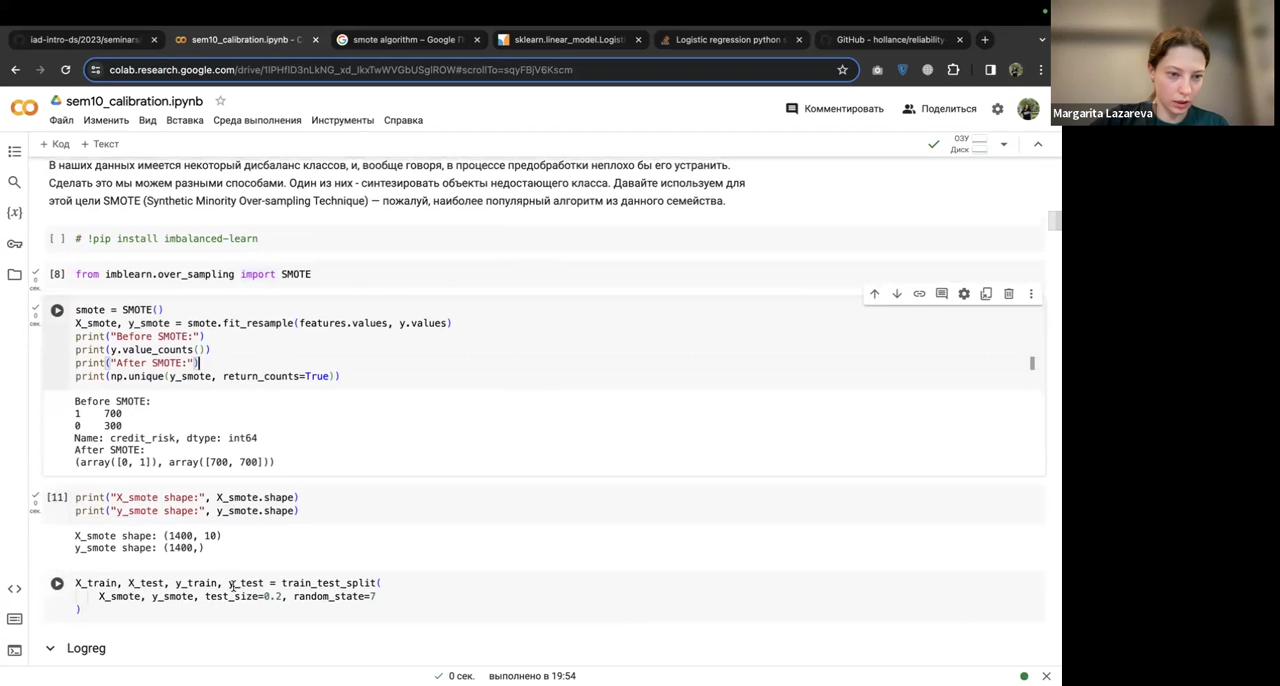 iad-intro-ds/2023/seminars
sem10_calibration.ipynb - C
smote algorithm – Google П
sklearn.linear_model.Logist
Logistic regression python s
GitHub - hollance/reliability-
colab.research.google.com/drive/1IPHfID3nLkNG_xd_IkxTwWVGbUSgIROW#scrollTo=sqyFBjV6Kscm
Margarita Lazareva
sem10_calibration.ipynb
Комментировать
Поделиться
Файл Изменить Вид Вставка Среда выполнения Инструменты Справка
+ Код + Текст
ОЗУ
Диск
В наших данных имеется некоторый дисбаланс классов, и, вообще говоря, в процессе предобработки неплохо бы его устранить.
Сделать это мы можем разными способами. Один из них - синтезировать объекты недостающего класса. Давайте используем для
этой цели SMOTE (Synthetic Minority Over-sampling Technique) — пожалуй, наиболее популярный алгоритм из данного семейства.
[ ] # !pip install imbalanced-learn
0
сек.
[8] from imblearn.over_sampling import SMOTE
0
сек.
smote = SMOTE()
X_smote, y_smote = smote.fit_resample(features.values, y.values)
print("Before SMOTE:")
print(y.value_counts())
print("After SMOTE:")
print(np.unique(y_smote, return_counts=True))
Before SMOTE:
1 700
0 300
Name: credit_risk, dtype: int64
After SMOTE:
(array([0, 1]), array([700, 700]))
0
сек.
[11] print("X_smote shape:", X_smote.shape)
print("y_smote shape:", y_smote.shape)
X_smote shape: (1400, 10)
y_smote shape: (1400,)
X_train, X_test, y_train, y_test = train_test_split(
X_smote, y_smote, test_size=0.2, random_state=7
)
Logreg
0 сек. выполнено в 19:54